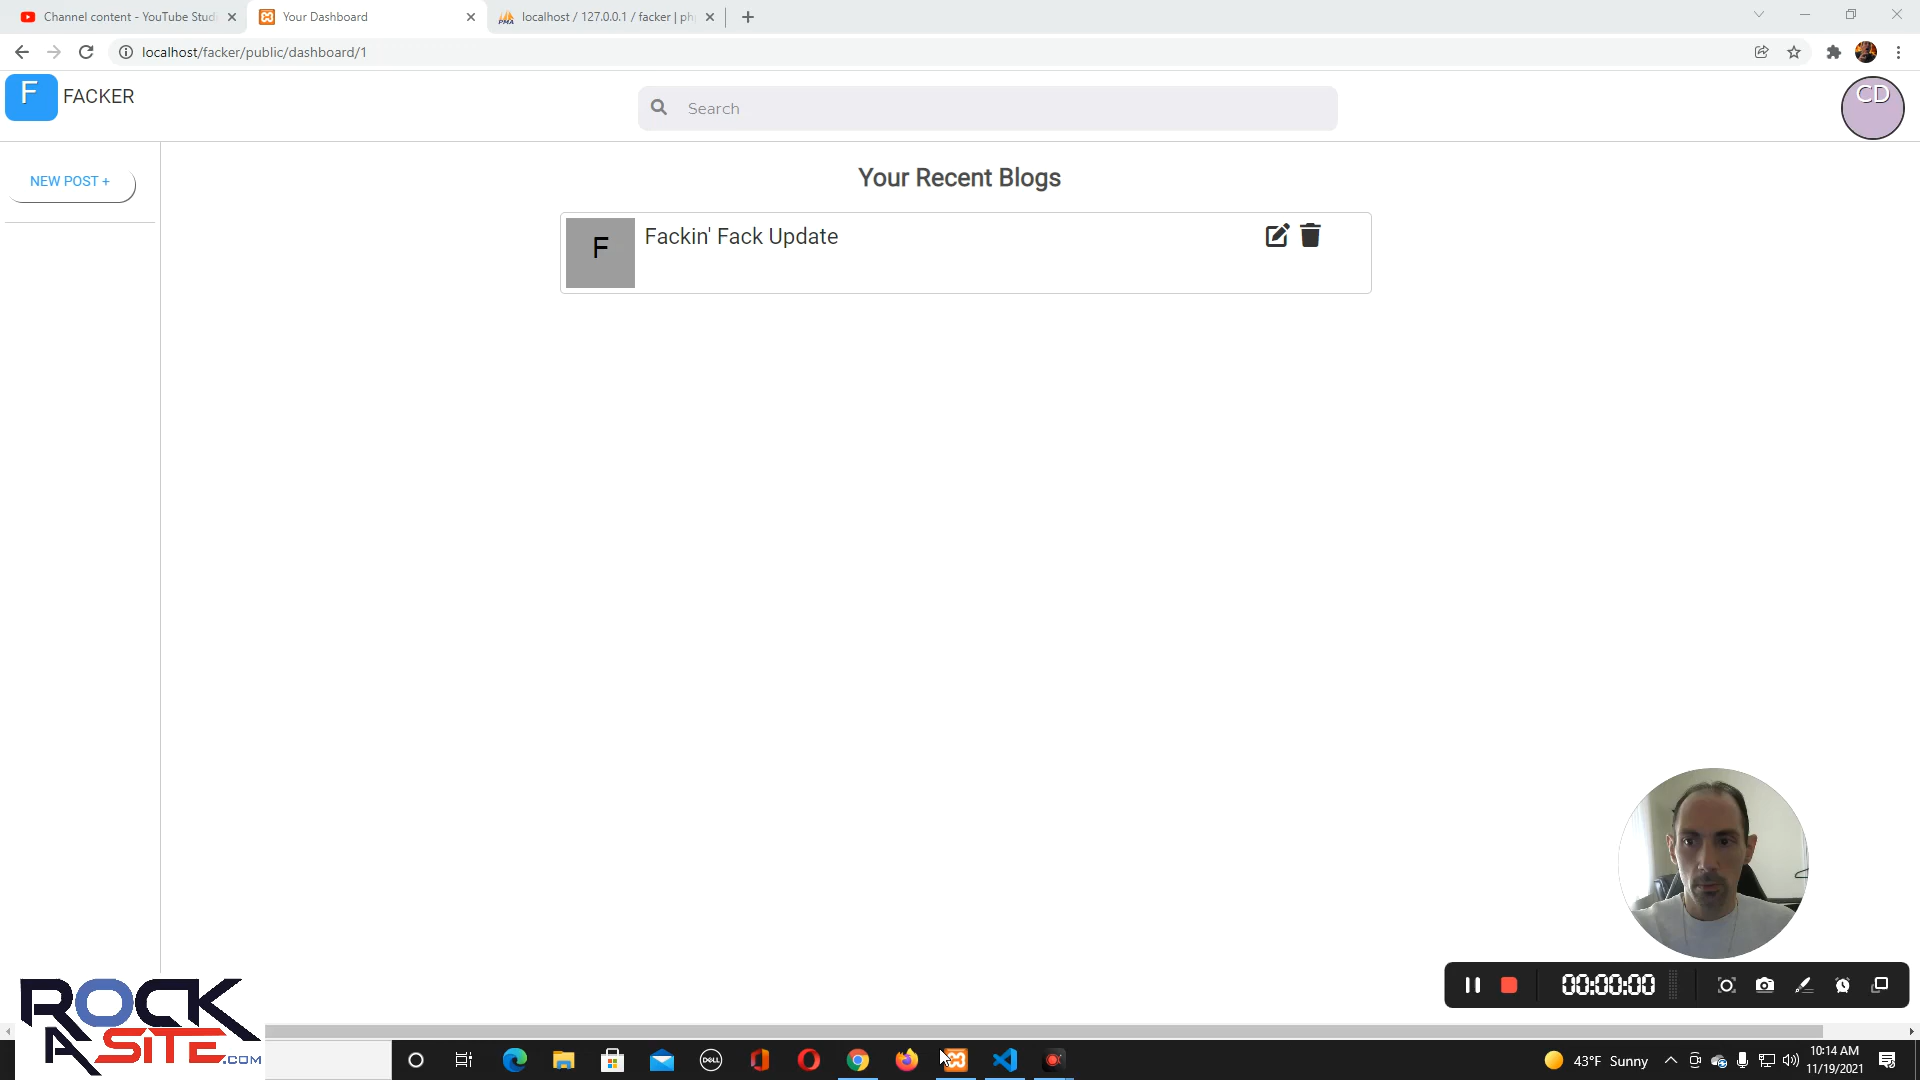 Channel content - YouTube Stud
Your Dashboard
localhost / 127.0.0.1 / facker | ph
localhost/facker/public/dashboard/1
F
FACKER
Search
CD
NEW POST +
Your Recent Blogs
F
Fackin' Fack Update
00:00:00
ROCK
A SITE.COM
DELL
43°F Sunny
10:14 AM
11/19/2021